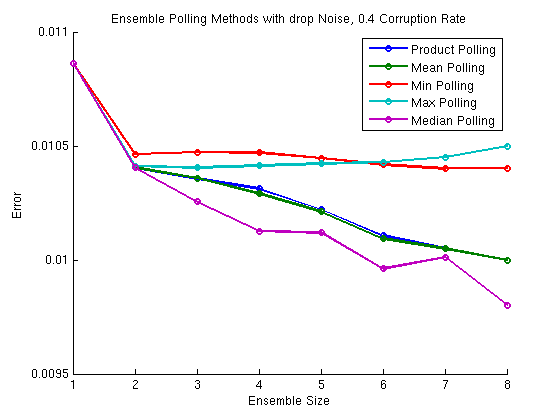 Ensemble Polling Methods with drop Noise, 0.4 Corruption Rate
0.011
0.0105
0.01
0.0095
Error
Product Polling
Mean Polling
Min Polling
Max Polling
Median Polling
1 2 3 4 5 6 7 8
Ensemble Size